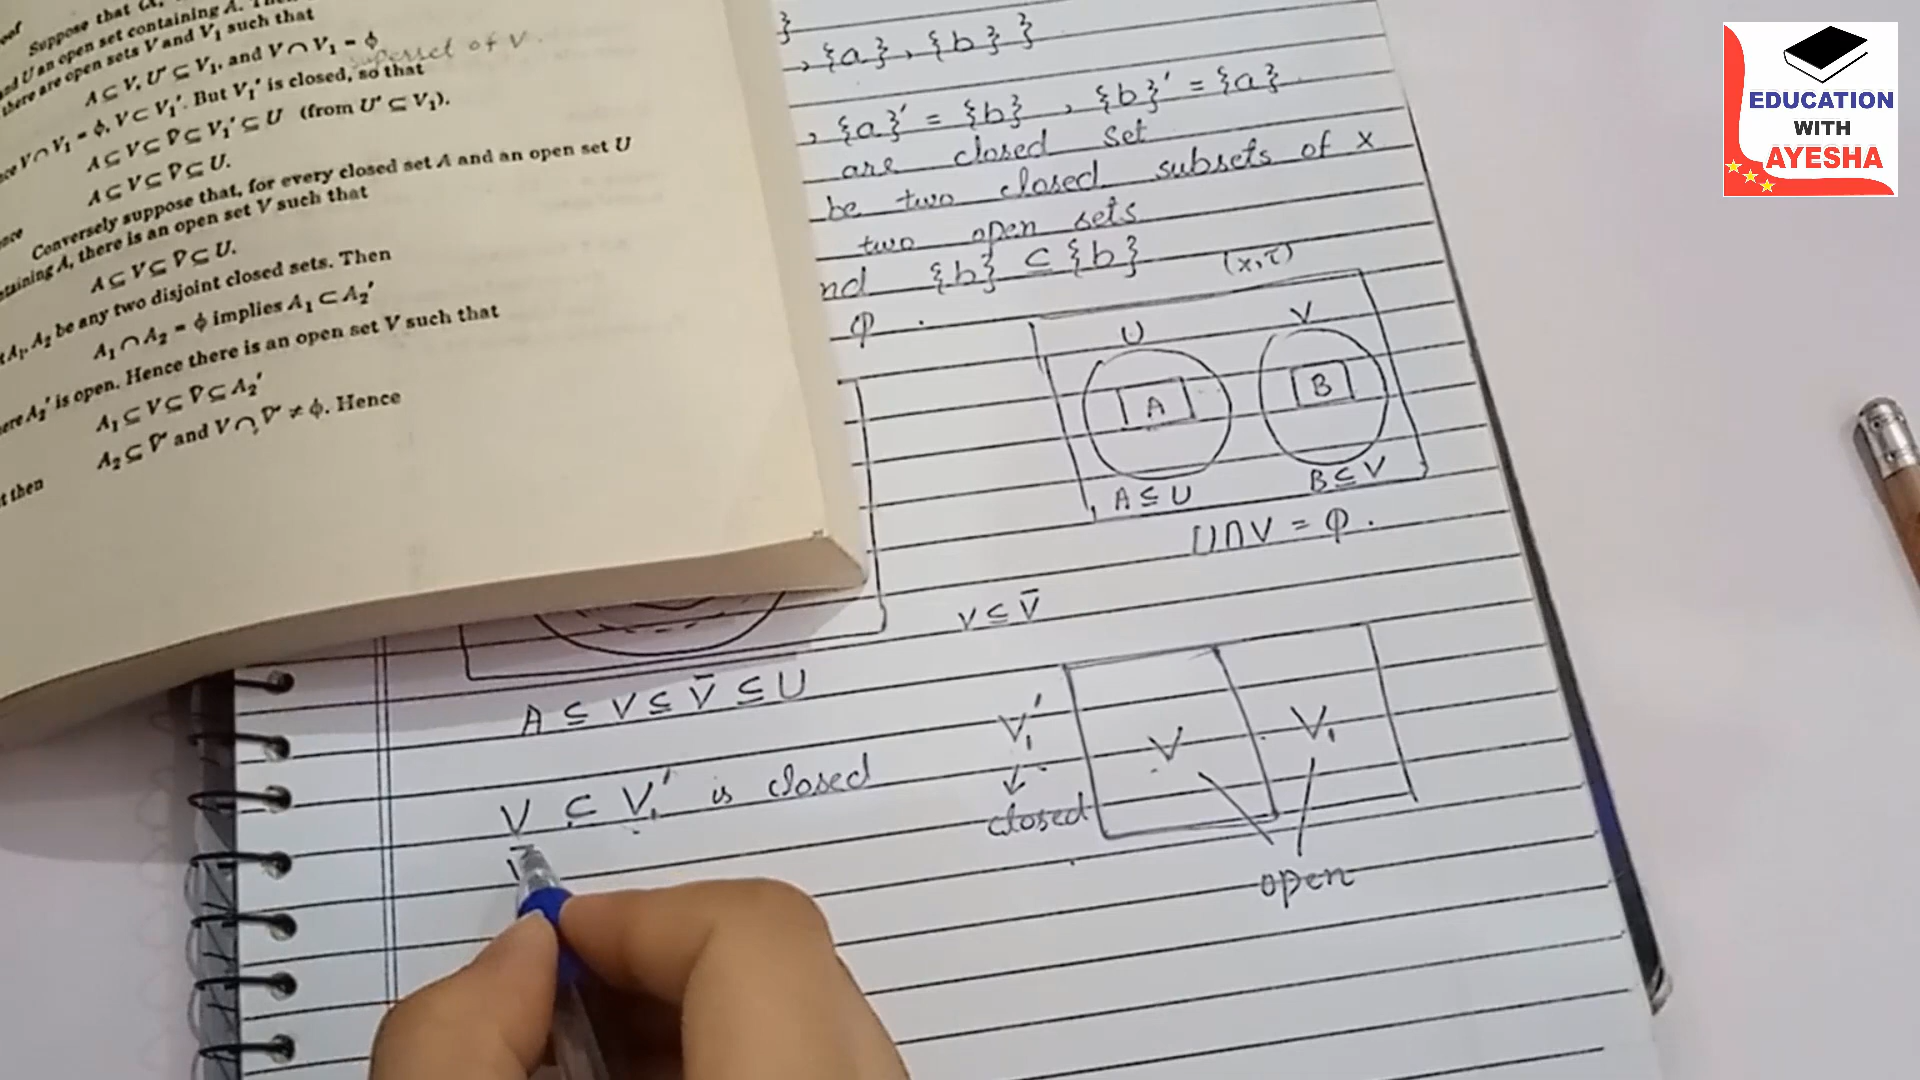 Suppose that
U an open set containing A.
there are open sets V and V₁ such that
A ⊆ V, U′ ⊆ V₁, and V ∩ V₁ = ϕ
superset of V.
V ∩ V₁ = ϕ, V ⊂ V₁′. But V₁′ is closed, so that
A ⊆ V ⊆ V̄ ⊆ V₁′ ⊆ U (from U′ ⊆ V₁).
A ⊆ V ⊆ V̄ ⊆ U.
Conversely suppose that, for every closed set A and an open set U
A, there is an open set V such that
A ⊆ V ⊆ V̄ ⊆ U.
A₁, A₂ be any two disjoint closed sets. Then
A₁ ∩ A₂ = ϕ implies A₁ ⊂ A₂′
A₂′ is open. Hence there is an open set V such that
A₁ ⊆ V ⊆ V̄ ⊆ A₂′
then A₂ ⊆ V̄′ and V ∩ V̄′ ≠ ϕ. Hence
}
, {a}, {b} }
, {a}′ = {b} , {b}′ = {a}
are closed set
be two closed subsets of x
two open sets
nd {b} ⊆ {b}
φ .
(x,τ)
U V
A B
A ⊆ U B ⊆ V
U∩V = φ .
V ⊆ V̄
A ⊆ V ⊆ V̄ ⊆ U
V ⊂ V₁′ is closed
V₁′
↓
closed
V V₁
open
EDUCATION
WITH
AYESHA